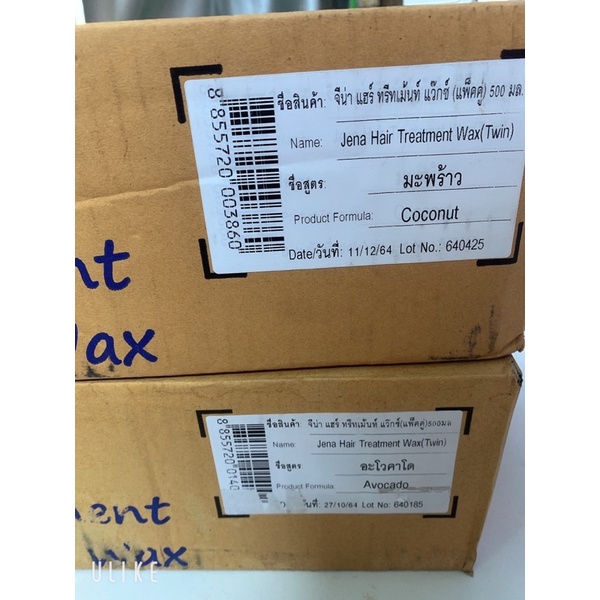 ชื่อสินค้า: จีน่า แฮร์ ทรีทเม้นท์ แว๊กซ์ (แพ็คคู่) 500 มล.
Name: Jena Hair Treatment Wax(Twin)
ชื่อสูตร: มะพร้าว
Product Formula: Coconut
Date/วันที่: 11/12/64 Lot No.: 640425
8 855720 003860
nt
Wax
ชื่อสินค้า: จีน่า แฮร์ ทรีทเม้นท์ แว๊กซ์(แพ็คคู่)500มล
Name: Jena Hair Treatment Wax(Twin)
ชื่อสูตร อะโวคาโด
Product Formula: Avocado
วันที่: 27/10/64 Lot No.: 640185
ment
wax
ULIKE